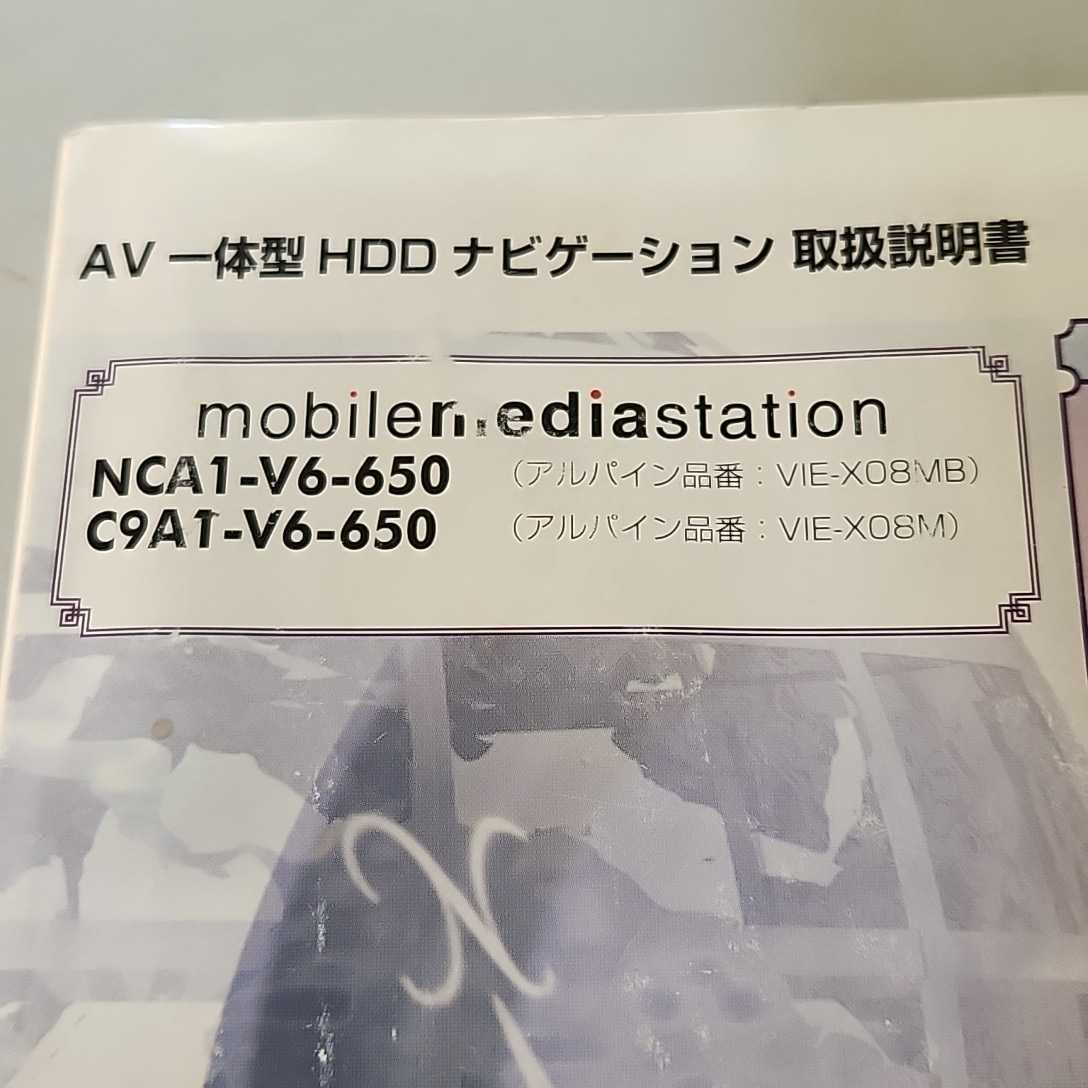 AV 一体型 HDD ナビゲーション 取扱説明書
mobilemediastation
NCA1-V6-650 （アルパイン品番：VIE-X08MB）
C9A1-V6-650 （アルパイン品番：VIE-X08M）